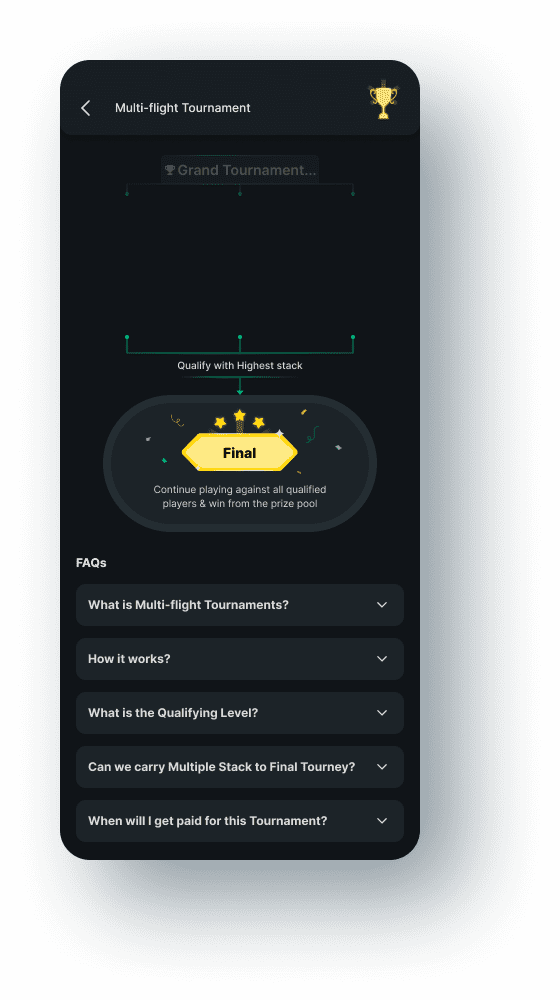 Multi-flight Tournament
Grand Tournament...
Qualify with Highest stack
Final
Continue playing against all qualified
players & win from the prize pool
FAQs
What is Multi-flight Tournaments?
How it works?
What is the Qualifying Level?
Can we carry Multiple Stack to Final Tourney?
When will I get paid for this Tournament?